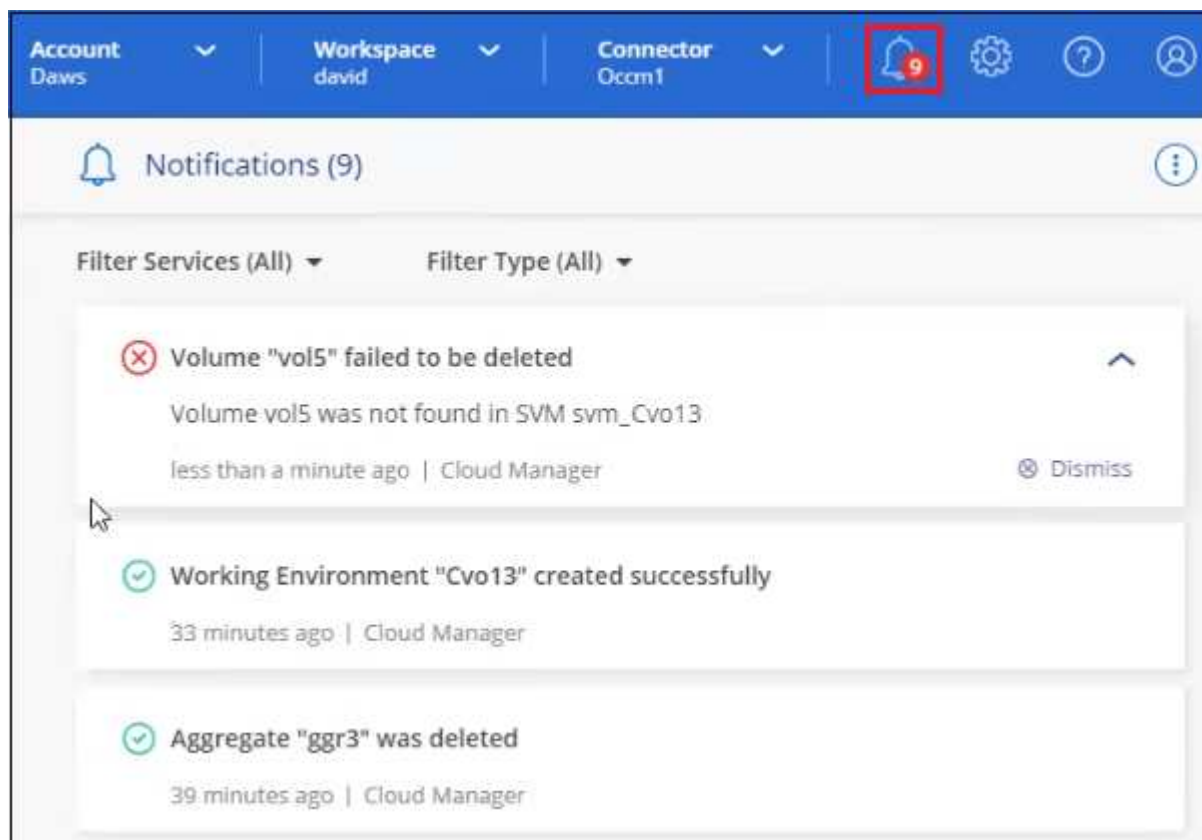 Account Workspace Connector 9
Daws david Occm1
Notifications (9)
Filter Services (All) Filter Type (All)
Volume "vol5" failed to be deleted
Volume vol5 was not found in SVM svm_Cvo13
less than a minute ago | Cloud Manager Dismiss
Working Environment "Cvo13" created successfully
33 minutes ago | Cloud Manager
Aggregate "ggr3" was deleted
39 minutes ago | Cloud Manager